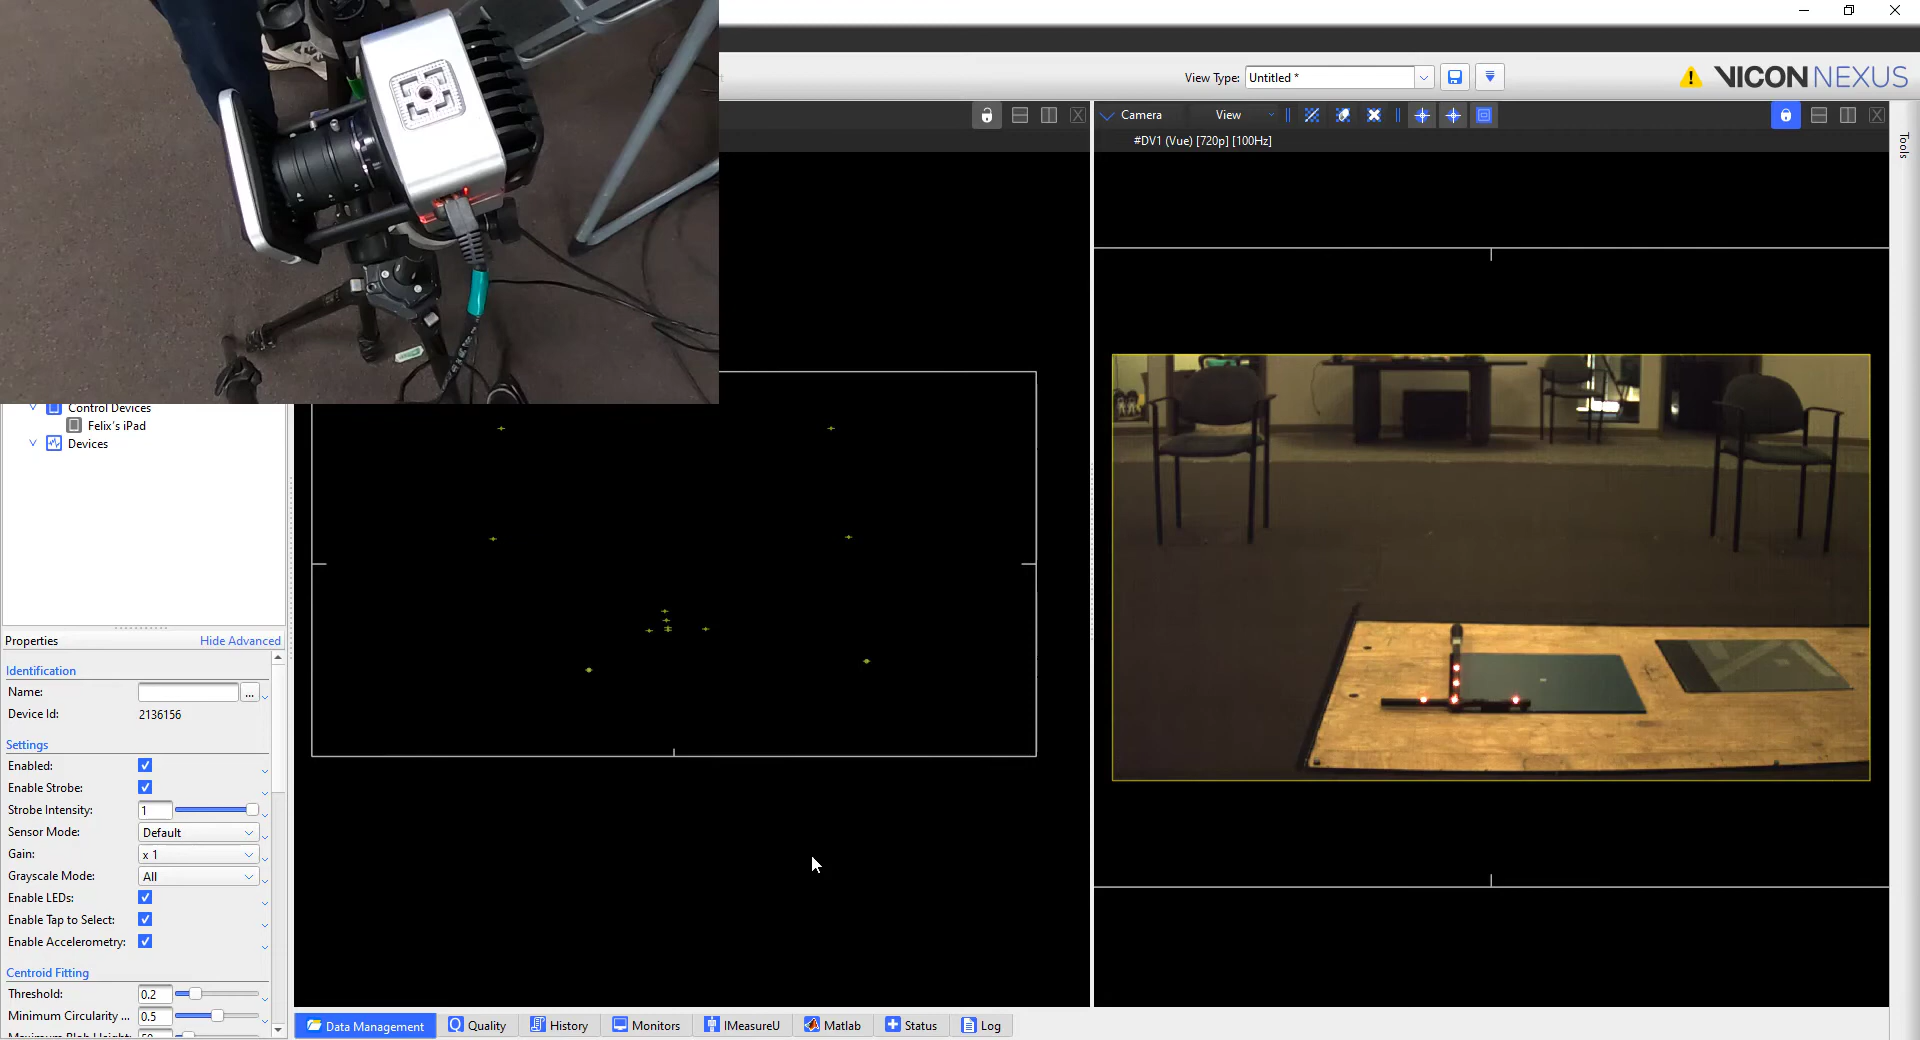 View Type:
Untitled *
VICON NEXUS
Camera
View
#DV1 (Vue) [720p] [100Hz]
Tools
Control Devices
Felix's iPad
Devices
Properties
Hide Advanced
Identification
Name:
...
Device Id:
2136156
Settings
Enabled:
Enable Strobe:
Strobe Intensity:
1
Sensor Mode:
Default
Gain:
x 1
Grayscale Mode:
All
Enable LEDs:
Enable Tap to Select:
Enable Accelerometry:
Centroid Fitting
Threshold:
0.2
Minimum Circularity ...
0.5
Data Management
Quality
History
Monitors
IMeasureU
Matlab
Status
Log